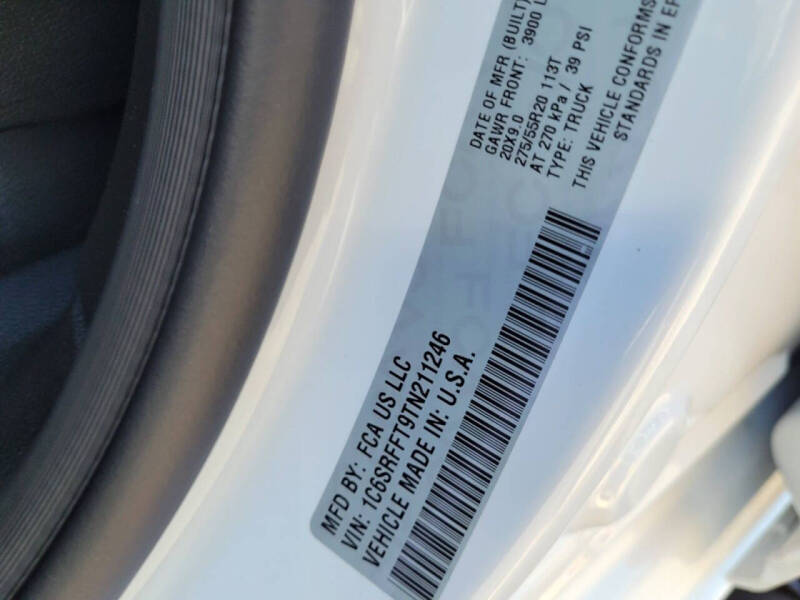 MFD BY: FCA US LLC
DATE OF MFR (BUILT)
GAWR FRONT: 3900 L
20X9.0
275/55R20 113T
AT 270 kPa / 39 PSI
TYPE: TRUCK
THIS VEHICLE CONFORMS
STANDARDS IN EF
VIN: 1C6SRFFT9TN211246
VEHICLE MADE IN: U.S.A.